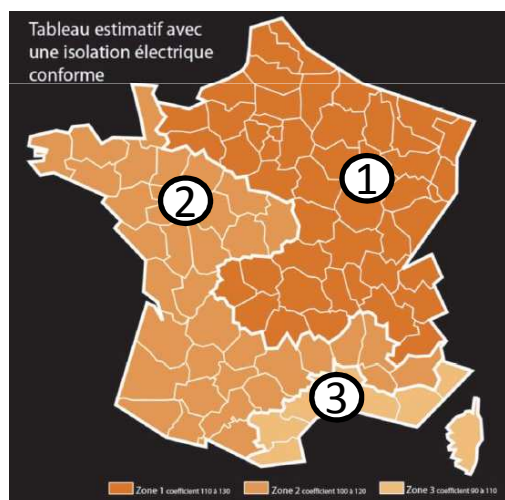 Tableau estimatif avec
une isolation électrique
conforme
1
2
3
Zone 1 coefficient 110 à 130
Zone 2 coefficient 100 à 120
Zone 3 coefficient 90 à 110